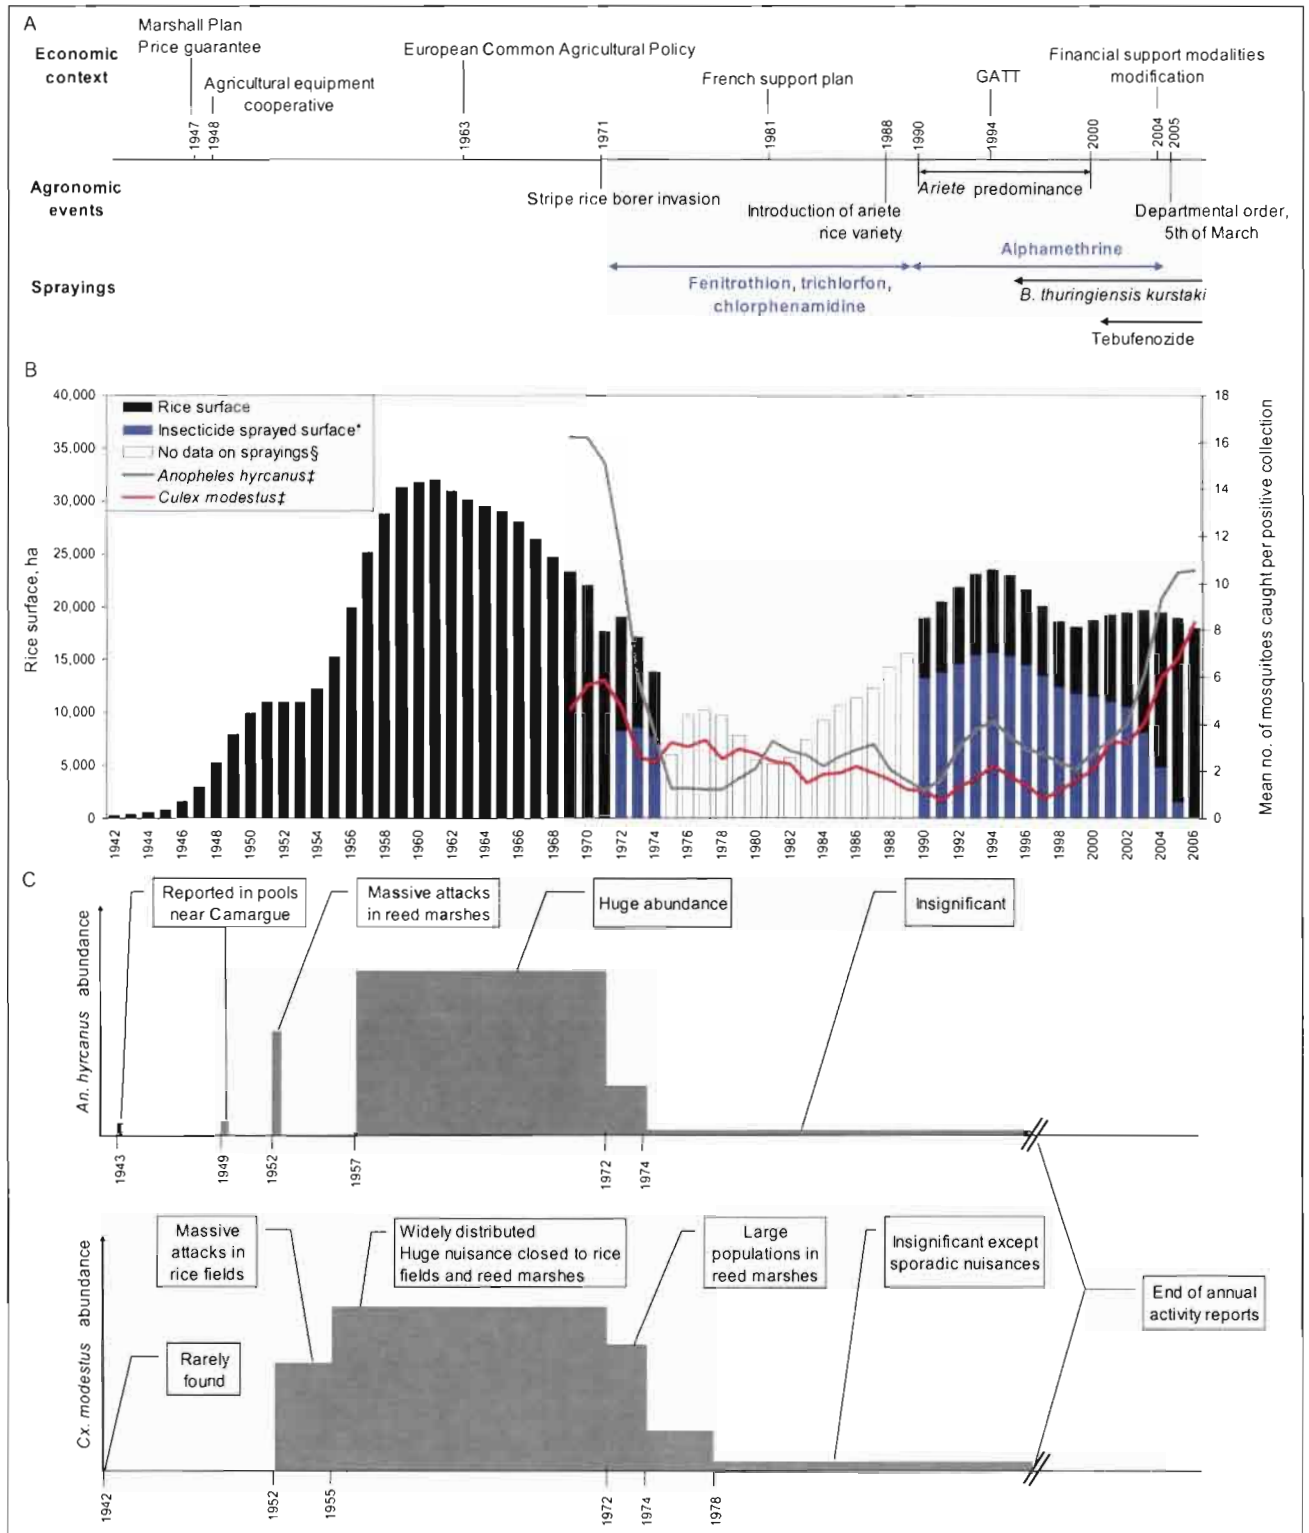 A
Economic
context
Marshall Plan
Price guarantee
Agricultural equipment
cooperative
European Common Agricultural Policy
French support plan
GATT
Financial support modalities
modification
1947
1948
1963
1971
1981
1988
1990
1994
2000
2004
2005
Agronomic
events
Stripe rice borer invasion
Introduction of ariete
rice variety
Ariete predominance
Departmental order,
5th of March
Sprayings
Fenitrothion, trichlorfon,
chlorphenamidine
Alphamethrine
B. thuringiensis kurstaki
Tebufenozide
B
Rice surface
Insecticide sprayed surface*
No data on sprayings§
Anopheles hyrcanus‡
Culex modestus‡
Rice surface, ha
40,000
35,000
30,000
25,000
20,000
15,000
10,000
5,000
0
Mean no. of mosquitoes caught per positive collection
18
16
14
12
10
8
6
4
2
0
1942
1944
1946
1948
1950
1952
1954
1956
1958
1960
1962
1964
1966
1968
1970
1972
1974
1976
1978
1980
1982
1984
1986
1988
1990
1992
1994
1996
1998
2000
2002
2004
2006
C
An. hyrcanus abundance
Reported in pools
near Camargue
Massive attacks
in reed marshes
Huge abundance
Insignificant
1943
1949
1952
1957
1972
1974
Cx. modestus abundance
Rarely
found
Massive
attacks in
rice fields
Widely distributed
Huge nuisance closed to rice
fields and reed marshes
Large
populations in
reed marshes
Insignificant except
sporadic nuisances
End of annual
activity reports
1942
1952
1955
1972
1974
1978